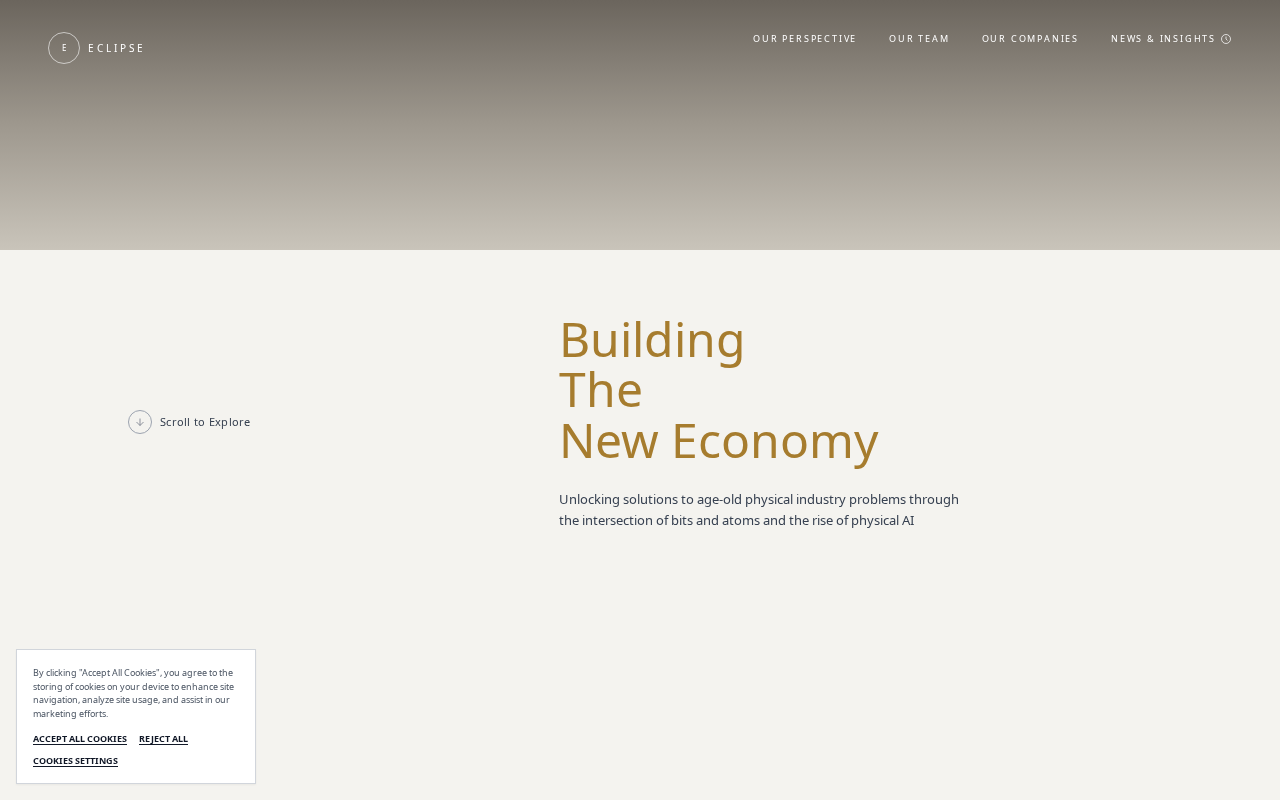 E ECLIPSE
OUR PERSPECTIVE OUR TEAM OUR COMPANIES NEWS & INSIGHTS
Building
The
New Economy
Scroll to Explore
Unlocking solutions to age-old physical industry problems through
the intersection of bits and atoms and the rise of physical AI
By clicking "Accept All Cookies", you agree to the
storing of cookies on your device to enhance site
navigation, analyze site usage, and assist in our
marketing efforts.
ACCEPT ALL COOKIES REJECT ALL
COOKIES SETTINGS